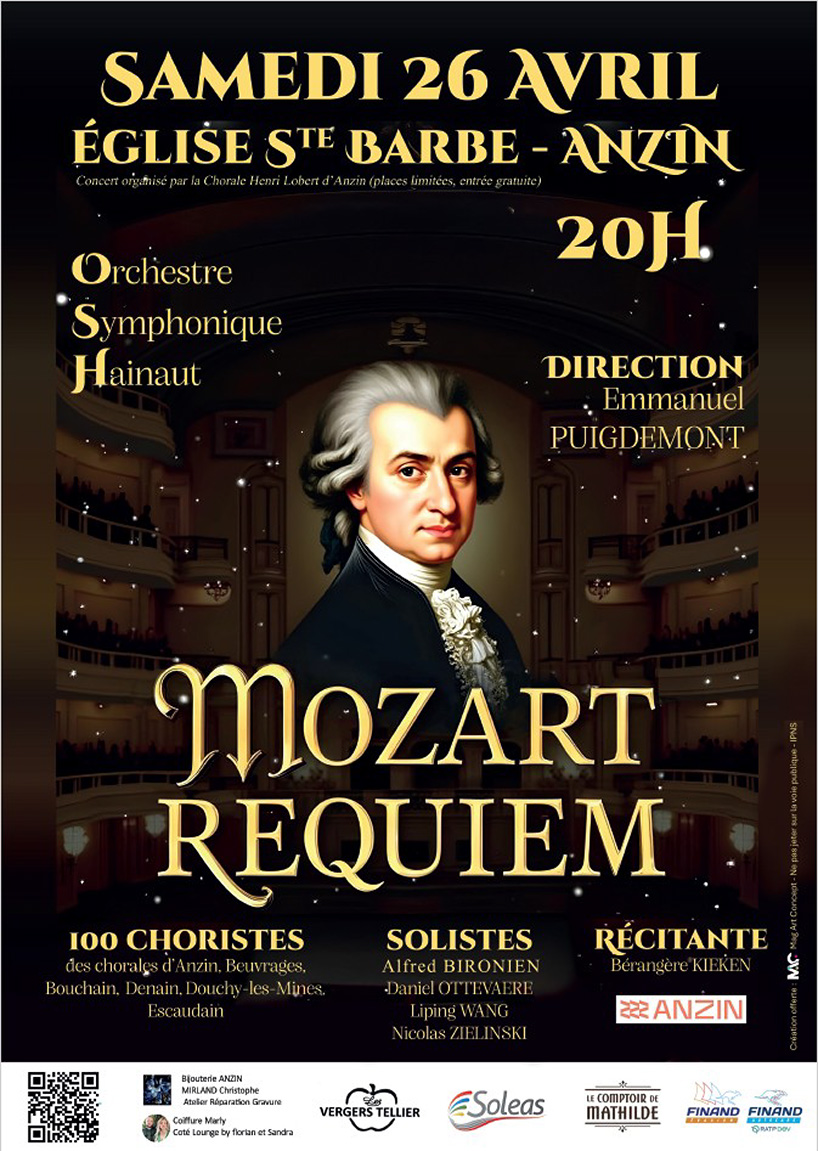 SAMEDI 26 AVRIL
ÉGLISE STE BARBE - ANZIN
Concert organisé par la Chorale Henri Lobert d'Anzin (places limitées, entrée gratuite)
20H
Orchestre
Symphonique
Hainaut
DIRECTION
Emmanuel
PUIGDEMONT
MOZART
REQUIEM
100 CHORISTES
des chorales d'Anzin, Beuvrages,
Bouchain, Denain, Douchy-les-Mines,
Escaudain
SOLISTES
Alfred BIRONIEN
Daniel OTTEVAERE
Liping WANG
Nicolas ZIELINSKI
RÉCITANTE
Bérangère KIEKEN
ANZIN
Création offerte : MAC Mag Art Concept - Ne pas jeter sur la voie publique - IPNS
Bijouterie ANZIN
MIRLAND Christophe
Atelier Réparation Gravure
Coiffure Marly
Coté Lounge by florian et Sandra
Les
VERGERS TELLIER
Soleas
LE COMPTOIR DE
MATHILDE
FINAND
FINAND
RATP DEV